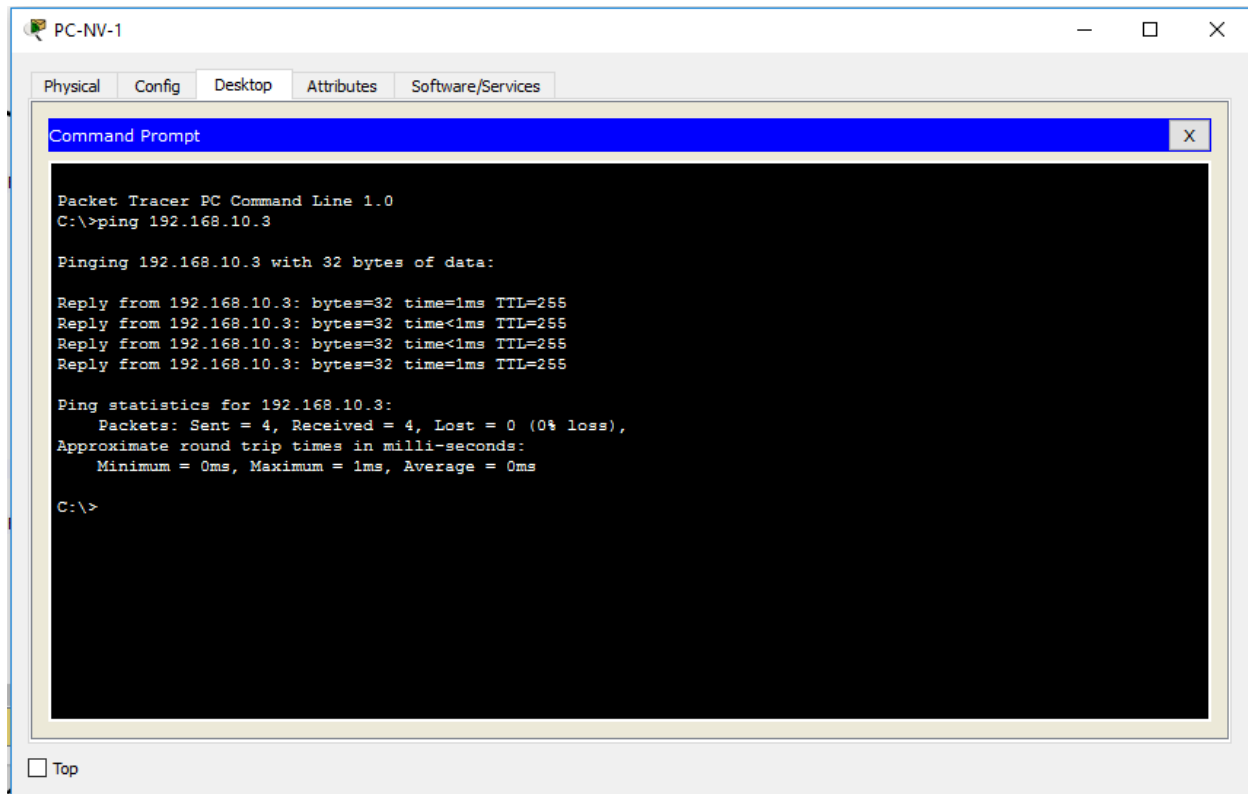 PC-NV-1
Physical Config Desktop Attributes Software/Services
Command Prompt X
Packet Tracer PC Command Line 1.0
C:\>ping 192.168.10.3
Pinging 192.168.10.3 with 32 bytes of data:
Reply from 192.168.10.3: bytes=32 time=1ms TTL=255
Reply from 192.168.10.3: bytes=32 time<1ms TTL=255
Reply from 192.168.10.3: bytes=32 time<1ms TTL=255
Reply from 192.168.10.3: bytes=32 time=1ms TTL=255
Ping statistics for 192.168.10.3:
Packets: Sent = 4, Received = 4, Lost = 0 (0% loss),
Approximate round trip times in milli-seconds:
Minimum = 0ms, Maximum = 1ms, Average = 0ms
C:\>
Top